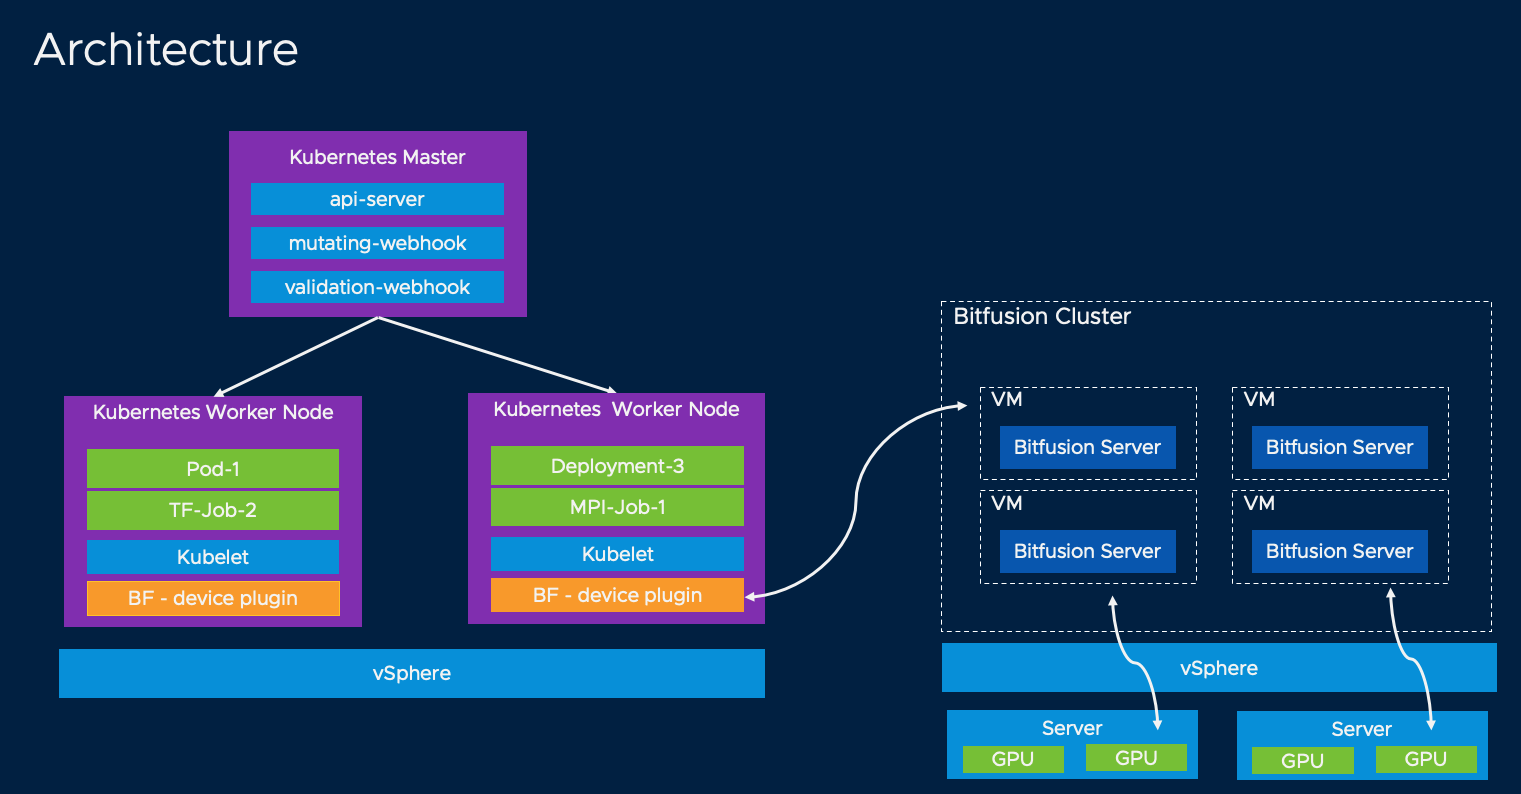 Architecture
Kubernetes Master
api-server
mutating-webhook
validation-webhook
Kubernetes Worker Node
Pod-1
TF-Job-2
Kubelet
BF - device plugin
Kubernetes  Worker Node
Deployment-3
MPI-Job-1
Kubelet
BF - device plugin
vSphere
Bitfusion Cluster
VM
Bitfusion Server
VM
Bitfusion Server
VM
Bitfusion Server
VM
Bitfusion Server
vSphere
Server
GPU
GPU
Server
GPU
GPU